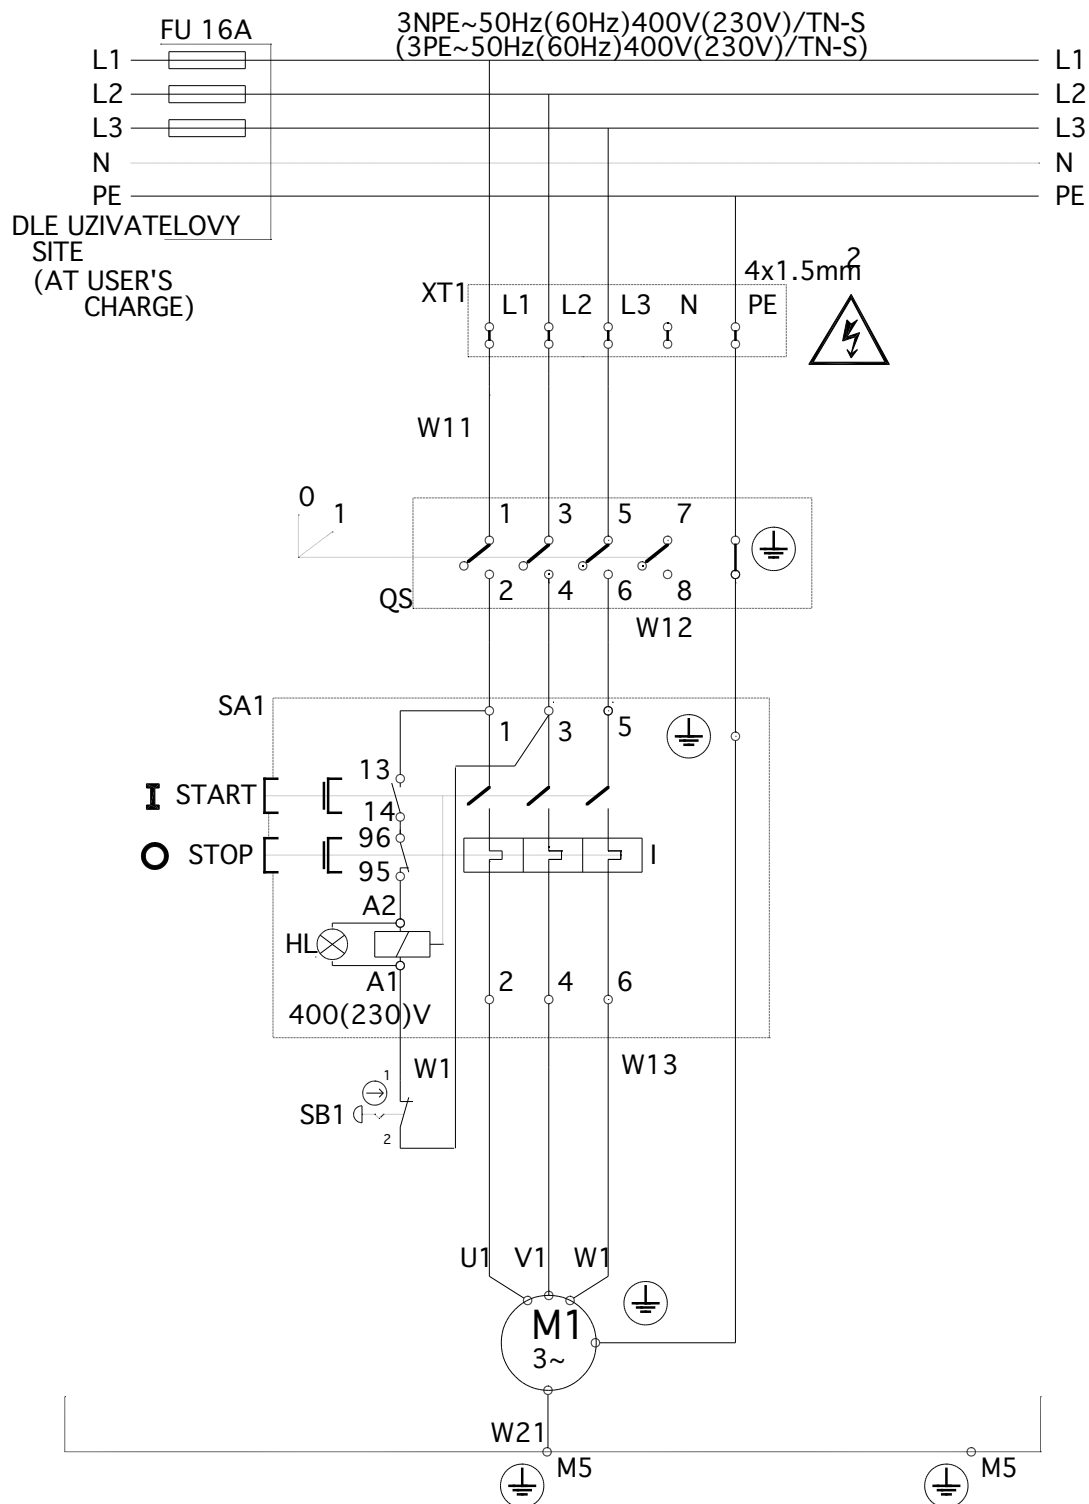 FU 16A
3NPE~50Hz(60Hz)400V(230V)/TN-S
(3PE~50Hz(60Hz)400V(230V)/TN-S)
L1 L1
L2 L2
L3 L3
N N
PE PE
DLE UZIVATELOVY
SITE
(AT USER'S
CHARGE)
4x1.5mm2
XT1 L1 L2 L3 N PE
W11
0 1
1 3 5 7
QS 2 4 6 8
W12
SA1
1 3 5
13
I START
14
96
O STOP I
95
A2
HL
A1 2 4 6
400(230)V
W1 W13
1
SB1
2
U1 V1 W1
M1
3~
W21
M5 M5